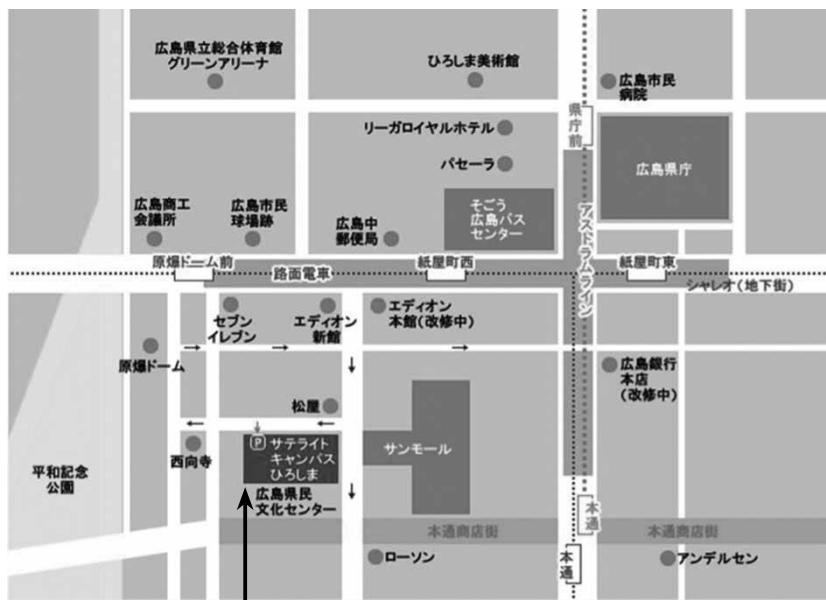 広島県立総合体育館
グリーンアリーナ
ひろしま美術館
広島市民
病院
県庁前
リーガロイヤルホテル
パセーラ
広島県庁
広島商工
会議所
広島市民
球場跡
広島中
郵便局
そごう
広島バス
センター
アストラムライン
原爆ドーム前
路面電車
紙屋町西
紙屋町東
シャレオ(地下街)
セブン
イレブン
エディオン
新館
エディオン
本館(改修中)
原爆ドーム
広島銀行
本店
(改修中)
松屋
P
サテライト
キャンパス
ひろしま
サンモール
西向寺
平和記念
公園
広島県民
文化センター
本通
本通商店街
本通商店街
ローソン
本通
アンデルセン